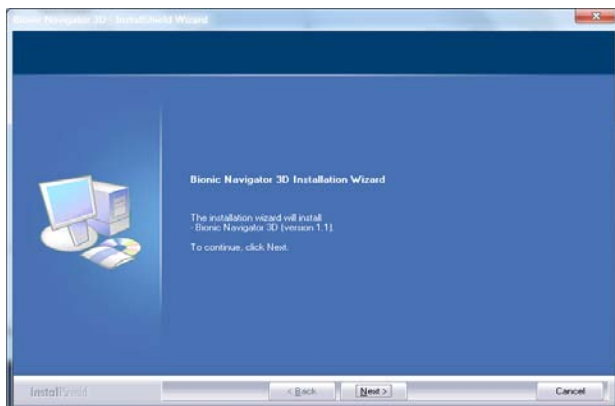 Bionic Navigator 3D - InstallShield Wizard
Bionic Navigator 3D Installation Wizard
The installation wizard will install
- Bionic Navigator 3D (version 1.1)
To continue, click Next.
InstallShield
< Back
Next >
Cancel